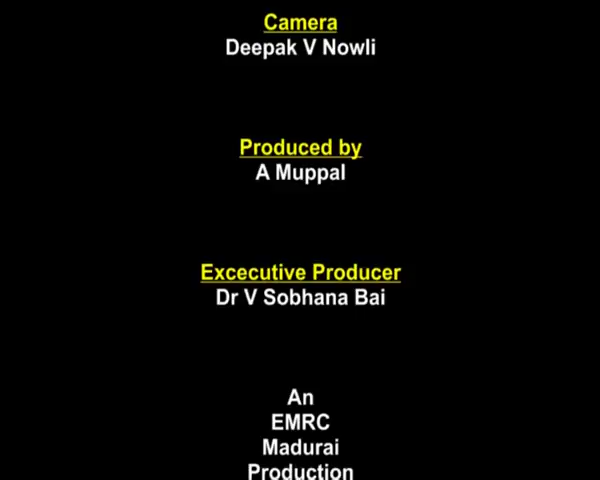 Camera
Deepak V Nowli
Produced by
A Muppal
Excecutive Producer
Dr V Sobhana Bai
An
EMRC
Madurai
Production